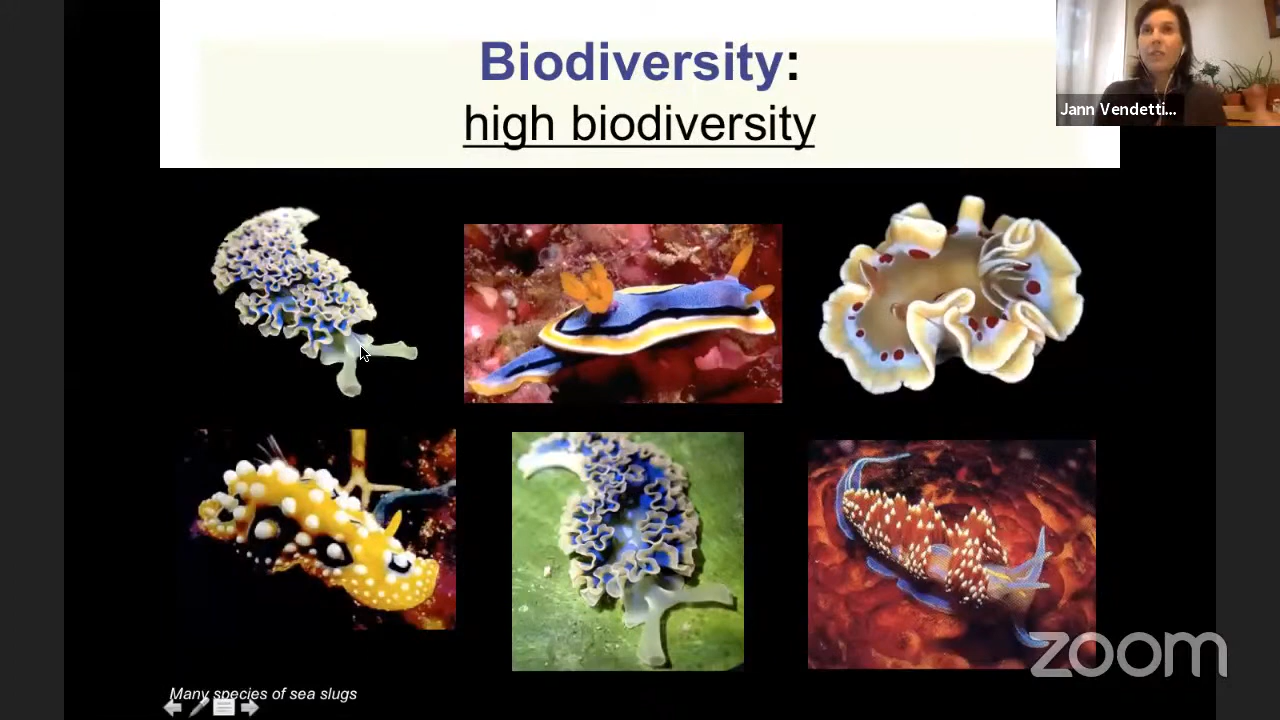 Biodiversity:
high biodiversity
Jann Vendetti...
Many species of sea slugs
zoom